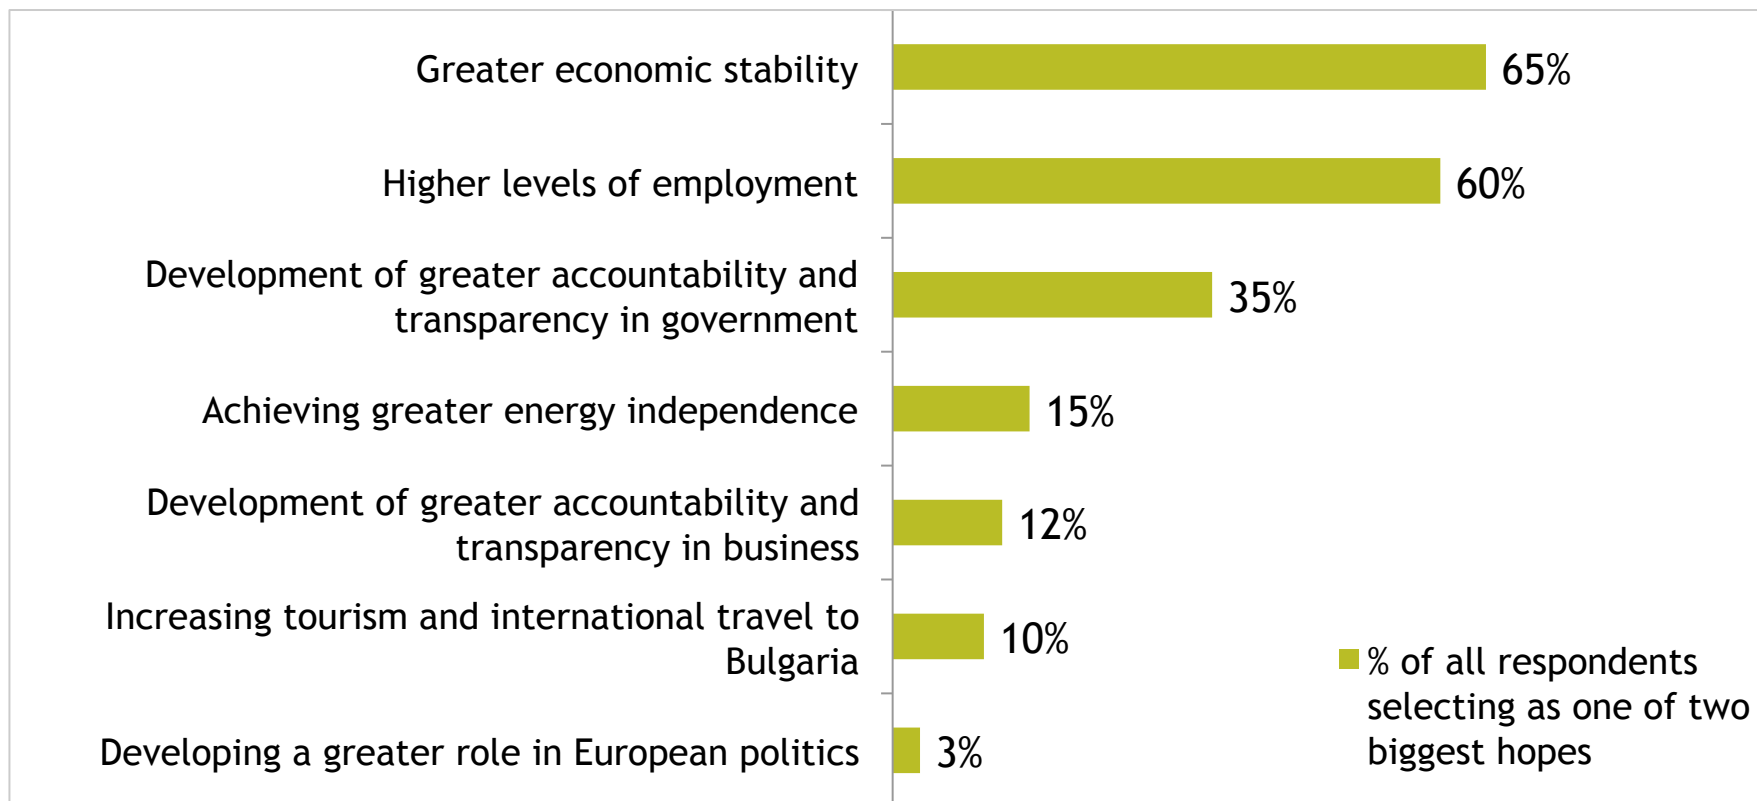 Greater economic stability
65%
Higher levels of employment
60%
Development of greater accountability and
transparency in government
35%
Achieving greater energy independence
15%
Development of greater accountability and
transparency in business
12%
Increasing tourism and international travel to
Bulgaria
10%
Developing a greater role in European politics
3%
% of all respondents
selecting as one of two
biggest hopes